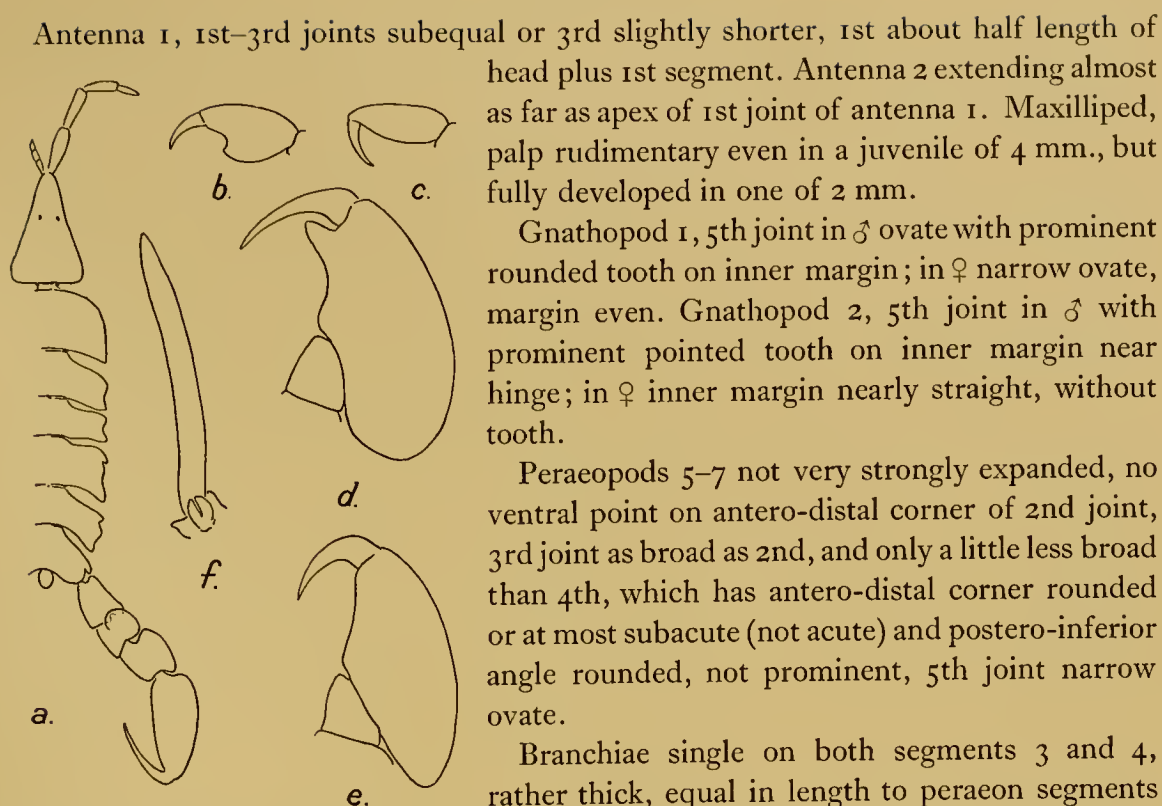 Antenna 1, 1st–3rd joints subequal or 3rd slightly shorter, 1st about half length of
head plus 1st segment. Antenna 2 extending almost
as far as apex of 1st joint of antenna 1. Maxilliped,
palp rudimentary even in a juvenile of 4 mm., but
fully developed in one of 2 mm.
Gnathopod 1, 5th joint in ♂ ovate with prominent
rounded tooth on inner margin; in ♀ narrow ovate,
margin even. Gnathopod 2, 5th joint in ♂ with
prominent pointed tooth on inner margin near
hinge; in ♀ inner margin nearly straight, without
tooth.
Peraeopods 5–7 not very strongly expanded, no
ventral point on antero-distal corner of 2nd joint,
3rd joint as broad as 2nd, and only a little less broad
than 4th, which has antero-distal corner rounded
or at most subacute (not acute) and postero-inferior
angle rounded, not prominent, 5th joint narrow
ovate.
Branchiae single on both segments 3 and 4,
rather thick, equal in length to peraeon segments
a.
b.
c.
d.
e.
f.